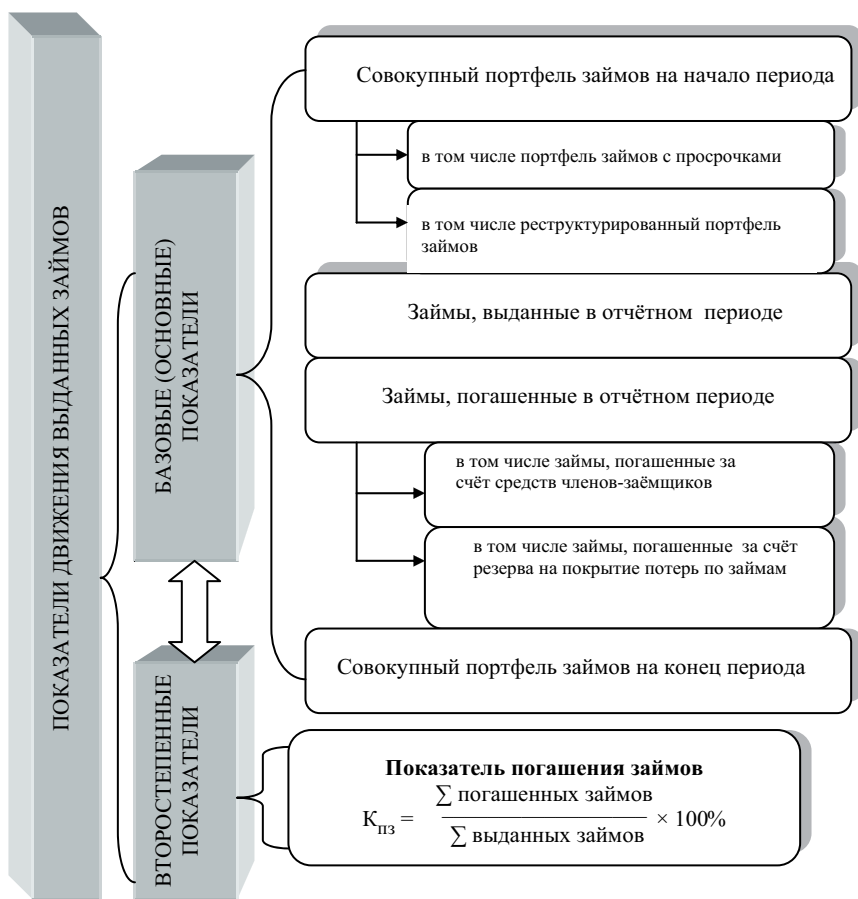 ПОКАЗАТЕЛИ ДВИЖЕНИЯ ВЫДАННЫХ ЗАЙМОВ
БАЗОВЫЕ (ОСНОВНЫЕ)
ПОКАЗАТЕЛИ
Совокупный портфель займов на начало периода
в том числе портфель займов с просрочками
в том числе реструктурированный портфель
займов
Займы, выданные в отчётном периоде
Займы, погашенные в отчётном периоде
в том числе займы, погашенные за
счёт средств членов-заёмщиков
в том числе займы, погашенные за счёт
резерва на покрытие потерь по займам
Совокупный портфель займов на конец периода
ВТОРОСТЕПЕННЫЕ
ПОКАЗАТЕЛИ
Показатель погашения займов
∑ погашенных займов
Кпз = × 100%
∑ выданных займов